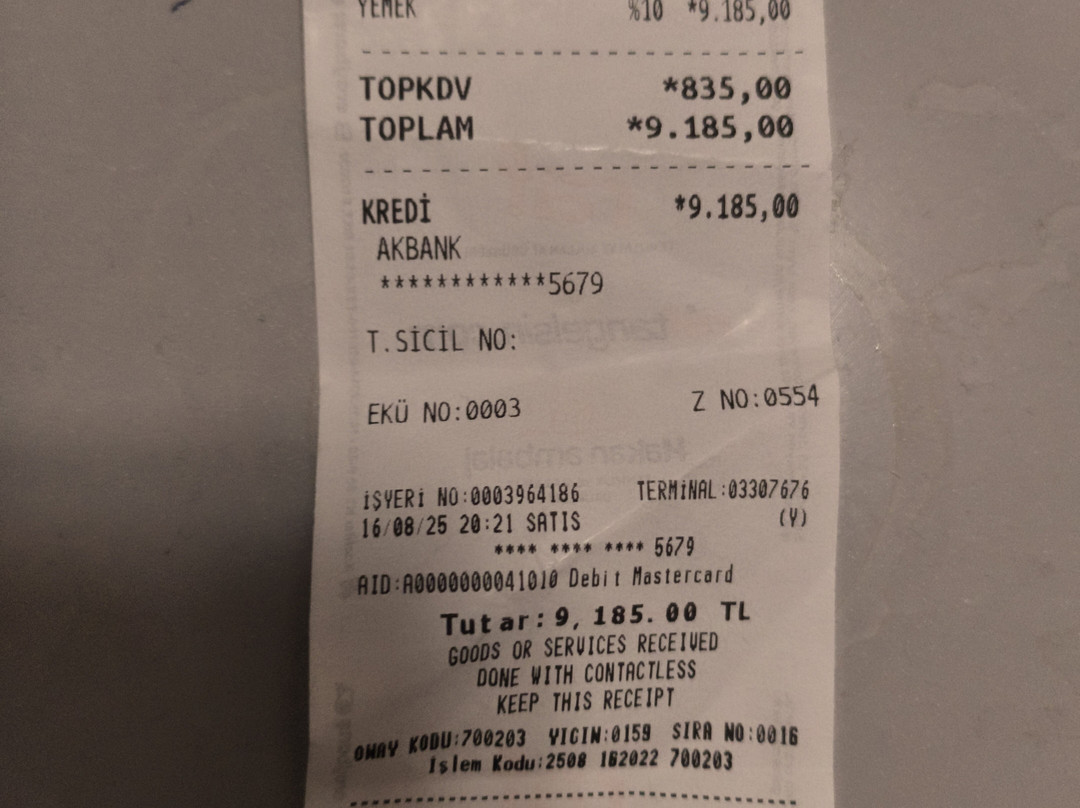 YEMEK %10 *9.185,00
TOPKDV *835,00
TOPLAM *9.185,00
KREDİ *9.185,00
AKBANK
************5679
T.SİCİL NO:
EKÜ NO:0003 Z NO:0554
İŞYERİ NO:0003964186 TERMİNAL:03307676
16/08/25 20:21 SATIS (Y)
**** **** **** 5679
AID:A0000000041010 Debit Mastercard
Tutar: 9,185.00 TL
GOODS OR SERVICES RECEIVED
DONE WITH CONTACTLESS
KEEP THIS RECEIPT
ONAY KODU:700203 YIGIN:0159 SIRA NO:0016
İşlem Kodu:2508 162022 700203